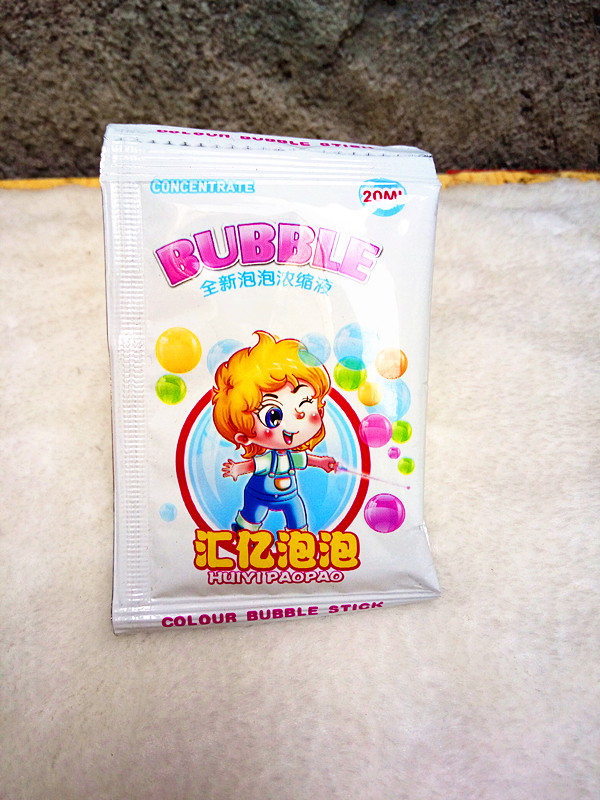 COLOUR BUBBLE STICK
CONCENTRATE
20ML
BUBBLE
全新泡泡浓缩液
汇亿泡泡
HUIYI PAOPAO
COLOUR BUBBLE STICK